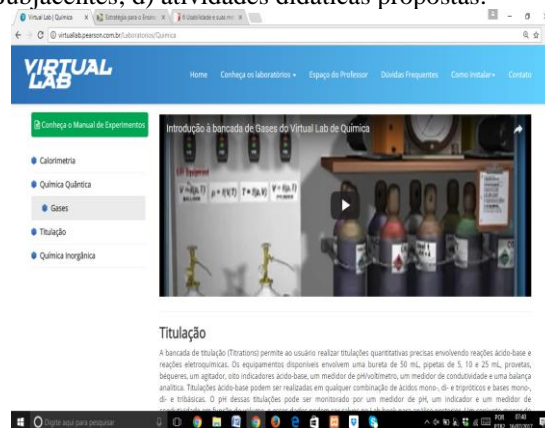 subjacentes; d) atividades didáticas propostas.
Virtual Lab | Química
Estratégia para o Ensino
virtuallab.pearson.com.br/Laboratorios/Quimica
VIRTUAL
LAB
Home Conheça os laboratórios Espaço do Professor Dúvidas Frequentes Como Instalar Contato
Conheça o Manual de Experimentos
Calorimetria
Química Quântica
Gases
Titulação
Química Inorgânica
Introdução à bancada de Gases do Virtual Lab de Química
Titulação
A bancada de titulação (Titrations) permite ao usuário realizar titulações quantitativas precisas envolvendo reações ácido-base e
reações eletroquímicas. Os equipamentos disponíveis envolvem uma bureta de 50 mL, pipetas de 5, 10 e 25 mL, provetas,
béqueres, um agitador, oito indicadores ácido-base, um medidor de pH/voltímetro, um medidor de condutividade e uma balança
analítica. Titulações ácido-base podem ser realizadas em qualquer combinação de ácidos mono-, di- e tripróticos e bases mono-,
di- e tribásicas. O pH dessas titulações pode ser monitorado por um medidor de pH, um indicador e um medidor de
Digite aqui para pesquisar
POR
07:40
PTB2 16/02/2017